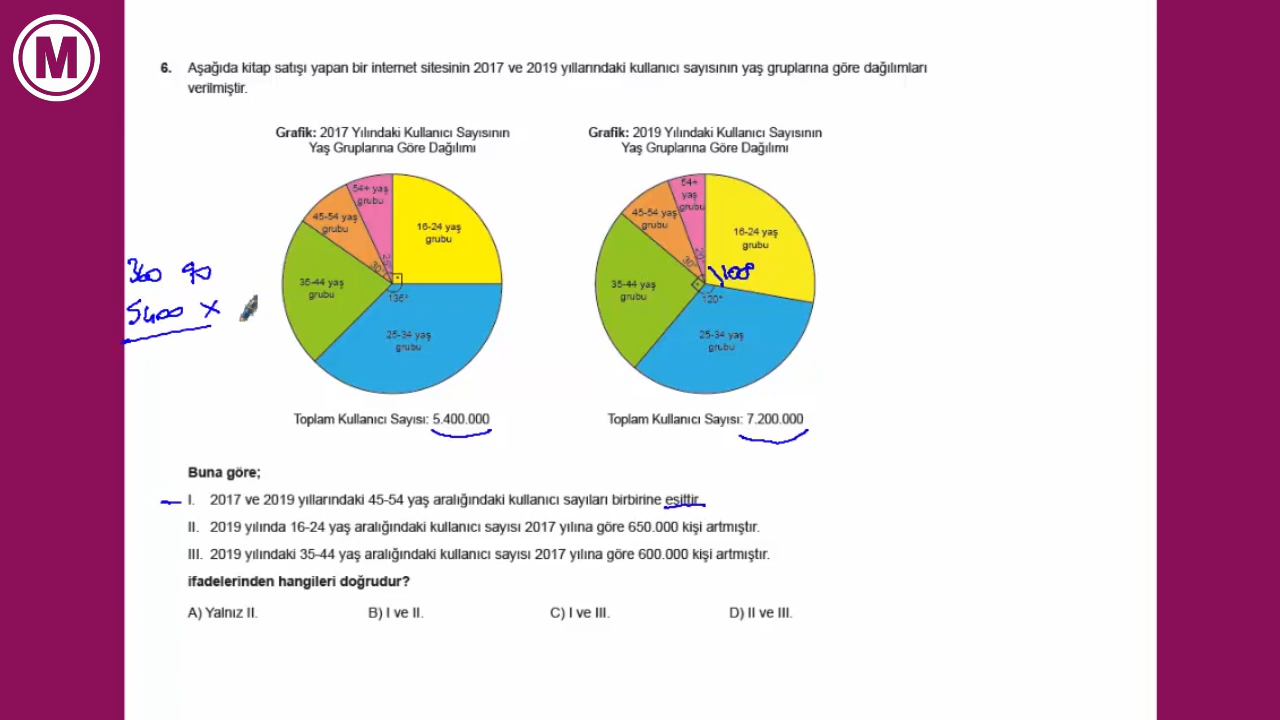 M
6. Aşağıda kitap satışı yapan bir internet sitesinin 2017 ve 2019 yıllarındaki kullanıcı sayısının yaş gruplarına göre dağılımları
verilmiştir.
Grafik: 2017 Yılındaki Kullanıcı Sayısının
Yaş Gruplarına Göre Dağılımı
54+ yaş
grubu
45-54 yaş
grubu
16-24 yaş
grubu
35-44 yaş
grubu
30°
135°
25-34 yaş
grubu
Toplam Kullanıcı Sayısı: 5.400.000
Grafik: 2019 Yılındaki Kullanıcı Sayısının
Yaş Gruplarına Göre Dağılımı
54+
yaş
grubu
45-54 yaş
grubu
16-24 yaş
grubu
35-44 yaş
grubu
30°
100°
120°
25-34 yaş
grubu
Toplam Kullanıcı Sayısı: 7.200.000
360 90
5400 x
Buna göre;
I. 2017 ve 2019 yıllarındaki 45-54 yaş aralığındaki kullanıcı sayıları birbirine eşittir.
II. 2019 yılında 16-24 yaş aralığındaki kullanıcı sayısı 2017 yılına göre 650.000 kişi artmıştır.
III. 2019 yılındaki 35-44 yaş aralığındaki kullanıcı sayısı 2017 yılına göre 600.000 kişi artmıştır.
ifadelerinden hangileri doğrudur?
A) Yalnız II. B) I ve II. C) I ve III. D) II ve III.